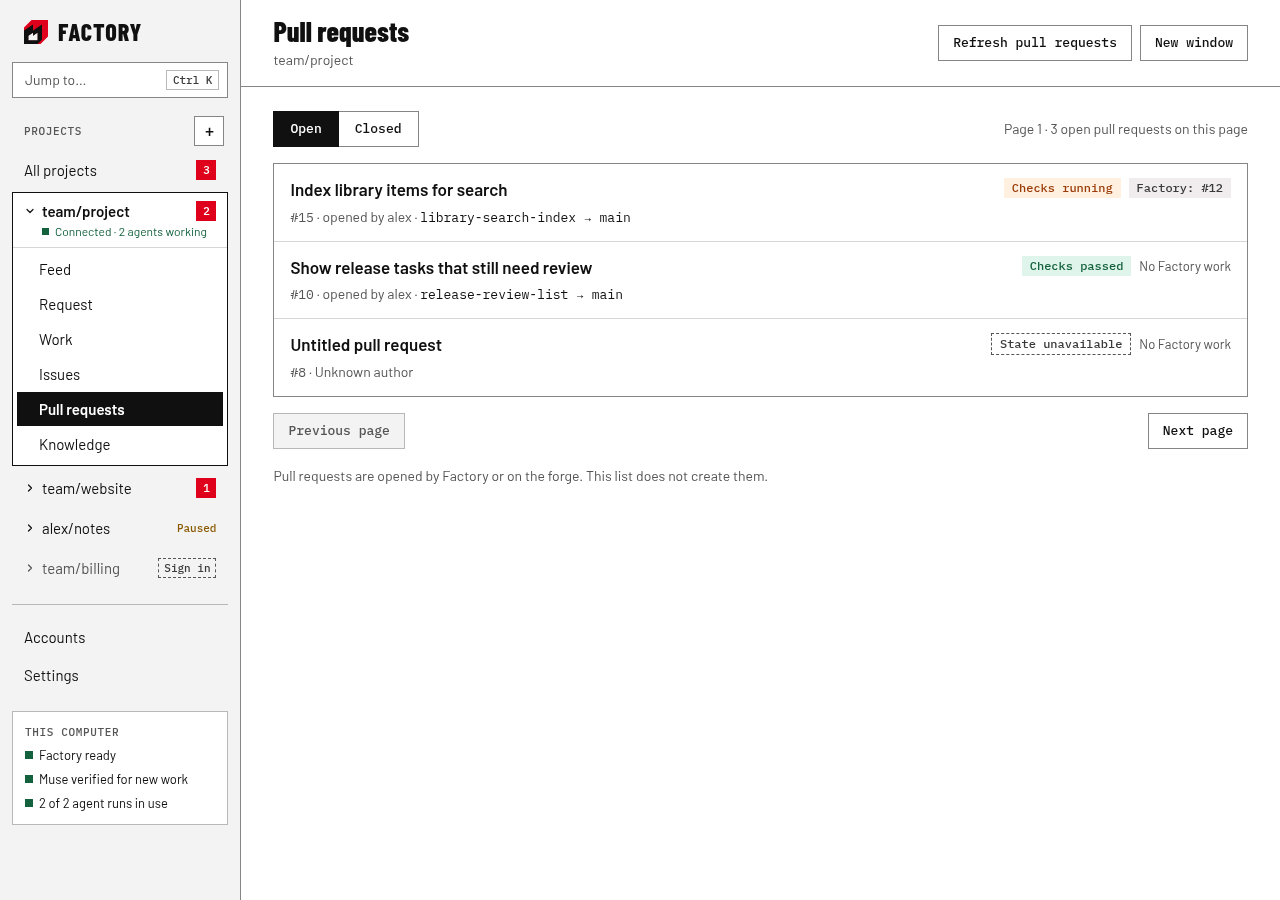 FACTORY
Jump to... Ctrl K
PROJECTS +
All projects 3
team/project 2
Connected · 2 agents working
Feed
Request
Work
Issues
Pull requests
Knowledge
team/website 1
alex/notes Paused
team/billing Sign in
Accounts
Settings
THIS COMPUTER
Factory ready
Muse verified for new work
2 of 2 agent runs in use
Pull requests
team/project
Refresh pull requests New window
Open Closed
Page 1 · 3 open pull requests on this page
Index library items for search Checks running Factory: #12
#15 · opened by alex · library-search-index → main
Show release tasks that still need review Checks passed No Factory work
#10 · opened by alex · release-review-list → main
Untitled pull request State unavailable No Factory work
#8 · Unknown author
Previous page Next page
Pull requests are opened by Factory or on the forge. This list does not create them.